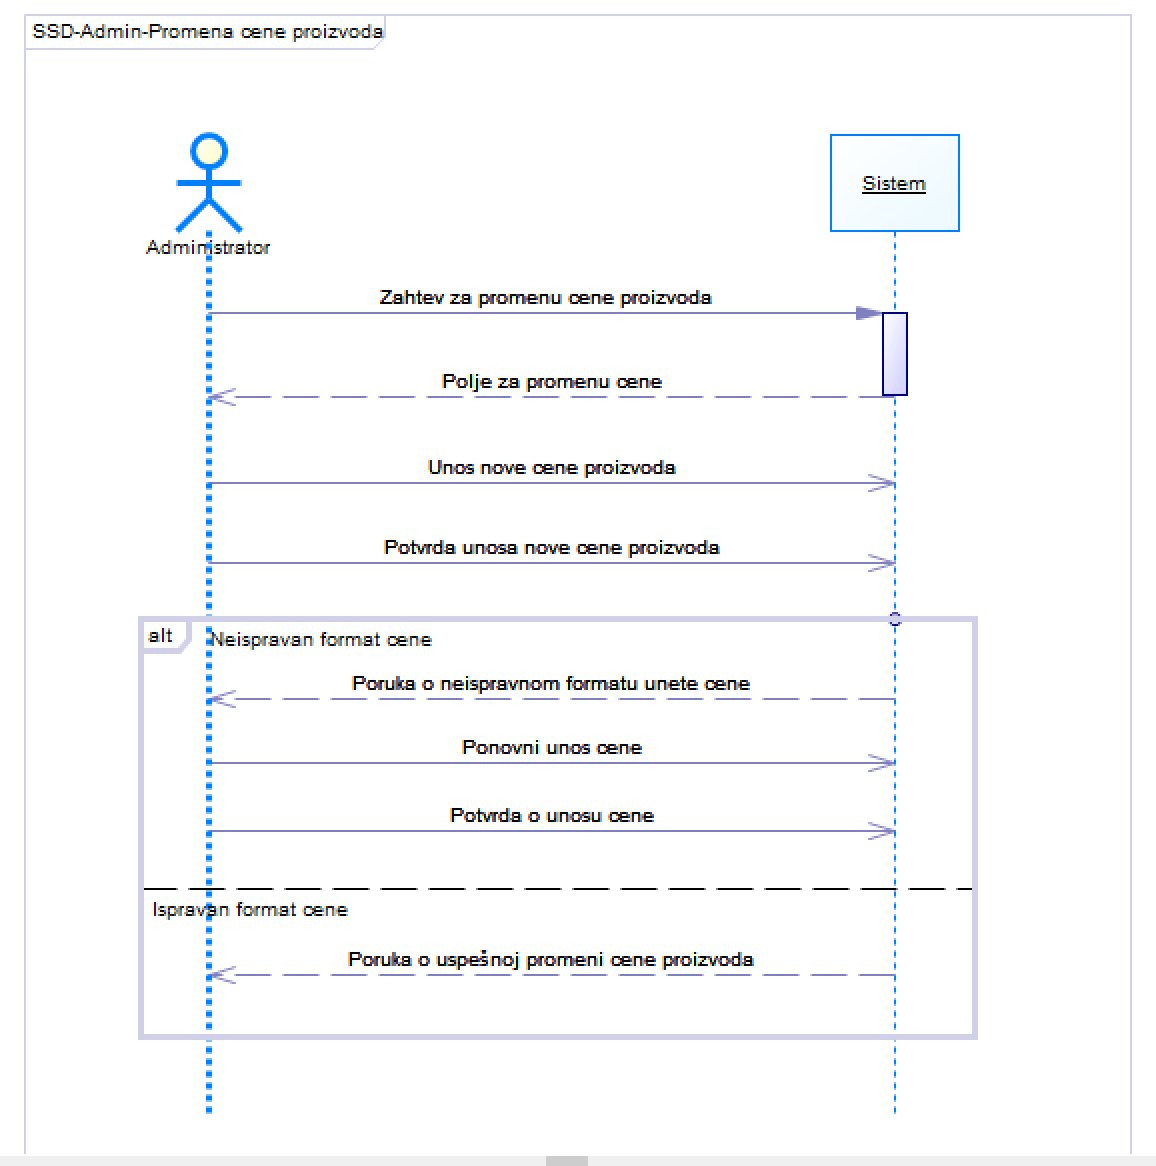 SSD-Admin-Promena cene proizvoda
Sistem
Administrator
Zahtev za promenu cene proizvoda
Polje za promenu cene
Unos nove cene proizvoda
Potvrda unosa nove cene proizvoda
alt
Neispravan format cene
Poruka o neispravnom formatu unete cene
Ponovni unos cene
Potvrda o unosu cene
Ispravan format cene
Poruka o uspešnoj promeni cene proizvoda